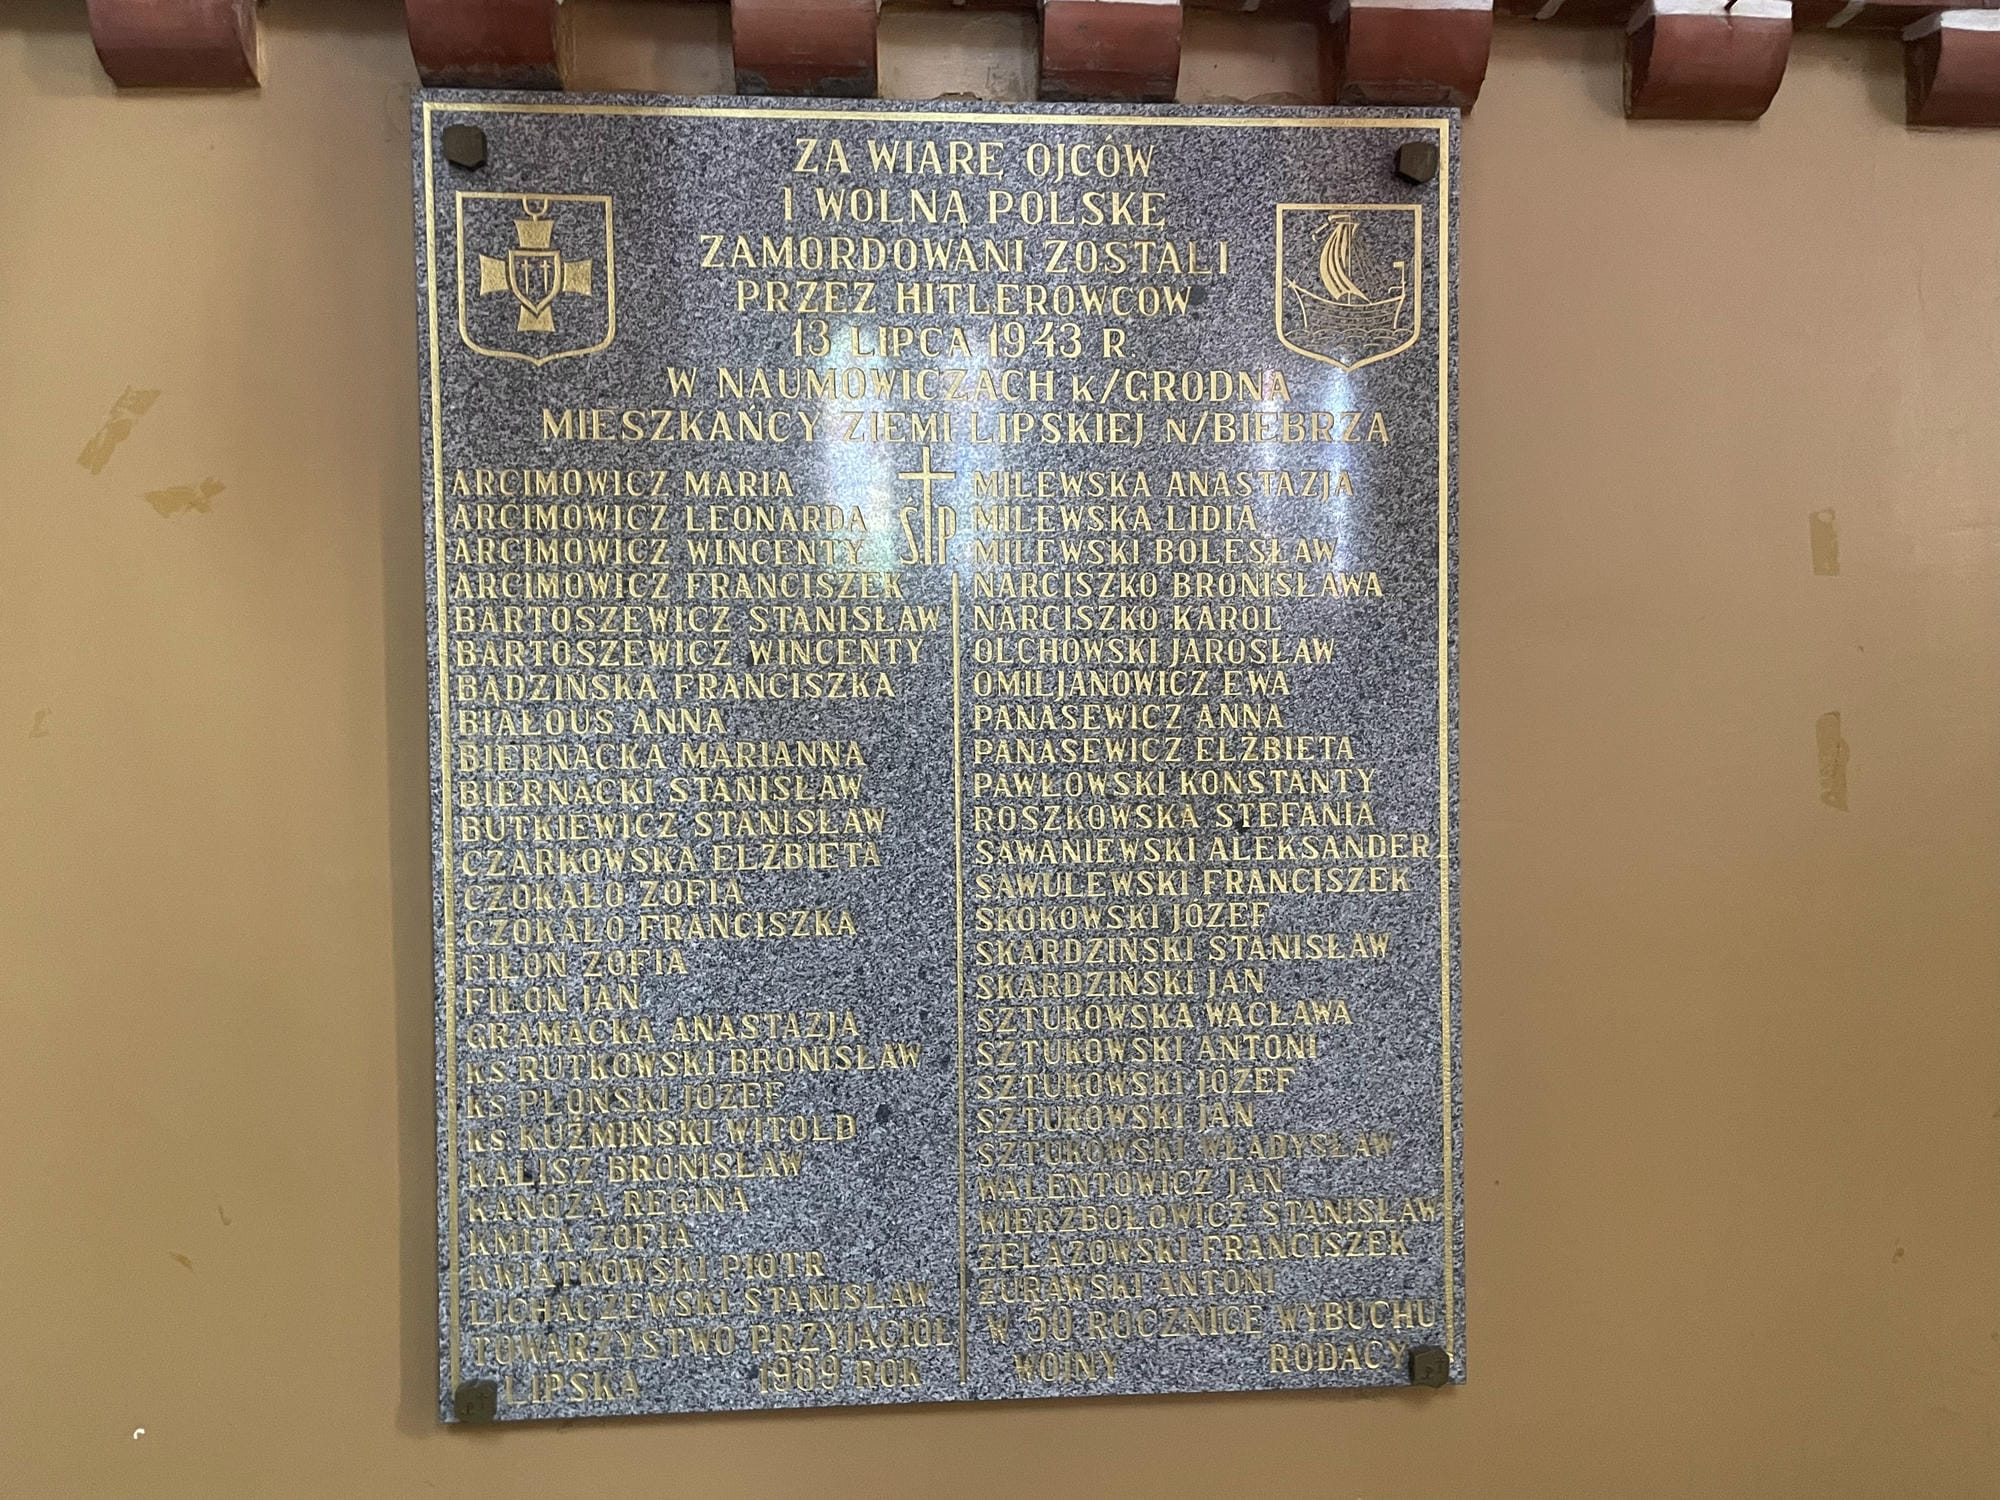 ZA WIARĘ OJCÓW
I WOLNĄ POLSKĘ
ZAMORDOWANI ZOSTALI
PRZEZ HITLEROWCÓW
13 LIPCA 1943 R.
W NAUMOWICZACH K/GRODNA
MIESZKAŃCY ZIEMI LIPSKIEJ N/BIEBRZĄ
ŚP
ARCIMOWICZ MARIA
ARCIMOWICZ LEONARDA
ARCIMOWICZ WINCENTY
ARCIMOWICZ FRANCISZEK
BARTOSZEWICZ STANISŁAW
BARTOSZEWICZ WINCENTY
BĄDZIŃSKA FRANCISZKA
BIAŁOUS ANNA
BIERNACKA MARIANNA
BIERNACKI STANISŁAW
BUTKIEWICZ STANISŁAW
CZARKOWSKA ELŻBIETA
CZOKAŁO ZOFIA
CZOKAŁO FRANCISZKA
FIŁON ZOFIA
FIŁON JAN
GRAMACKA ANASTAZJA
KS RUTKOWSKI BRONISŁAW
KS PŁOŃSKI JÓZEF
KS KUŹMIŃSKI WITOLD
KALISZ BRONISŁAW
KANOZA REGINA
KMITA ZOFIA
KWIATKOWSKI PIOTR
LICHACZEWSKI STANISŁAW
TOWARZYSTWO PRZYJACIÓŁ
LIPSKA 1989 ROK
MILEWSKA ANASTAZJA
MILEWSKA LIDIA
MILEWSKI BOLESŁAW
NARCISZKO BRONISŁAWA
NARCISZKO KAROL
OLCHOWSKI JAROSŁAW
OMILJANOWICZ EWA
PANASEWICZ ANNA
PANASEWICZ ELŻBIETA
PAWŁOWSKI KONSTANTY
ROSZKOWSKA STEFANIA
SAWANIEWSKI ALEKSANDER
SAWULEWSKI FRANCISZEK
SKOKOWSKI JÓZEF
SKARDZIŃSKI STANISŁAW
SKARDZIŃSKI JAN
SZTUKOWSKA WACŁAWA
SZTUKOWSKI ANTONI
SZTUKOWSKI JÓZEF
SZTUKOWSKI JAN
SZTUKOWSKI WŁADYSŁAW
WALENTOWICZ JAN
WIERZBOŁOWICZ STANISŁAW
ŻELAZOWSKI FRANCISZEK
ŻURAWSKI ANTONI
W 50 ROCZNICĘ WYBUCHU
WOJNY RODACY